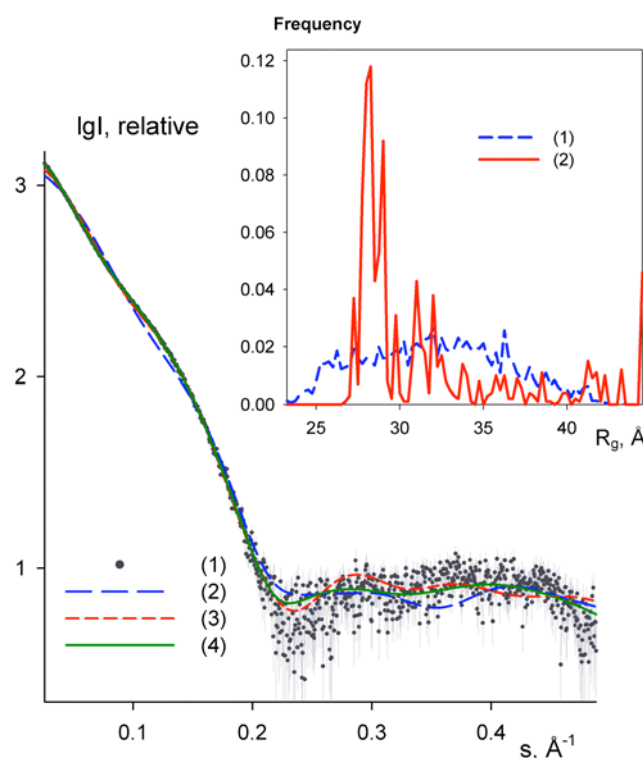 Frequency
0.12
0.10
0.08
0.06
0.04
0.02
0.00
(1)
(2)
25 30 35 40
Rg, Å
lgI, relative
3
2
1
(1)
(2)
(3)
(4)
0.1 0.2 0.3 0.4
s, Å-1